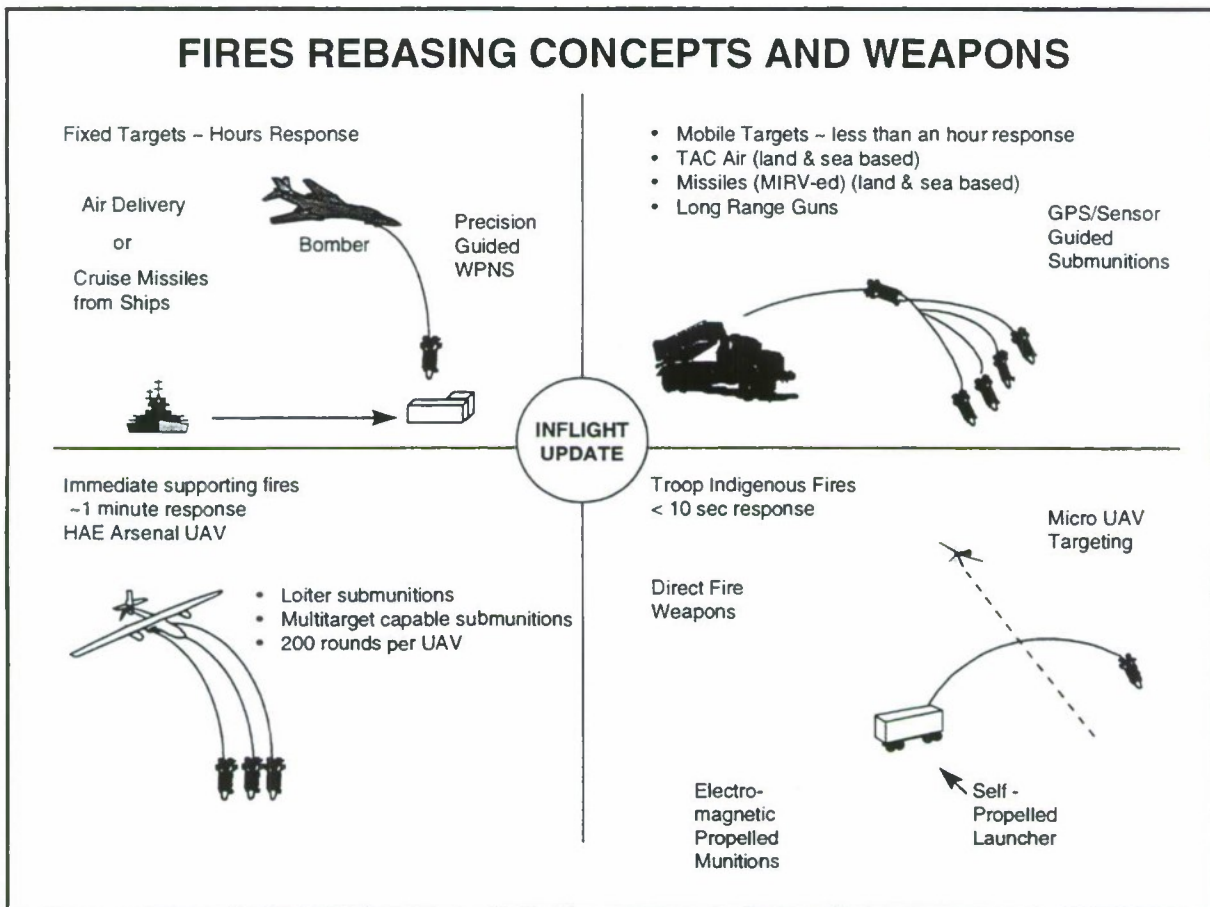 FIRES REBASING CONCEPTS AND WEAPONS
Fixed Targets ~ Hours Response
Air Delivery
or
Cruise Missiles
from Ships
Bomber
Precision
Guided
WPNS
• Mobile Targets ~ less than an hour response
• TAC Air (land & sea based)
• Missiles (MIRV-ed) (land & sea based)
• Long Range Guns
GPS/Sensor
Guided
Submunitions
INFLIGHT
UPDATE
Immediate supporting fires
~1 minute response
HAE Arsenal UAV
• Loiter submunitions
• Multitarget capable submunitions
• 200 rounds per UAV
Troop Indigenous Fires
< 10 sec response
Micro UAV
Targeting
Direct Fire
Weapons
Electro-
magnetic
Propelled
Munitions
Self -
Propelled
Launcher